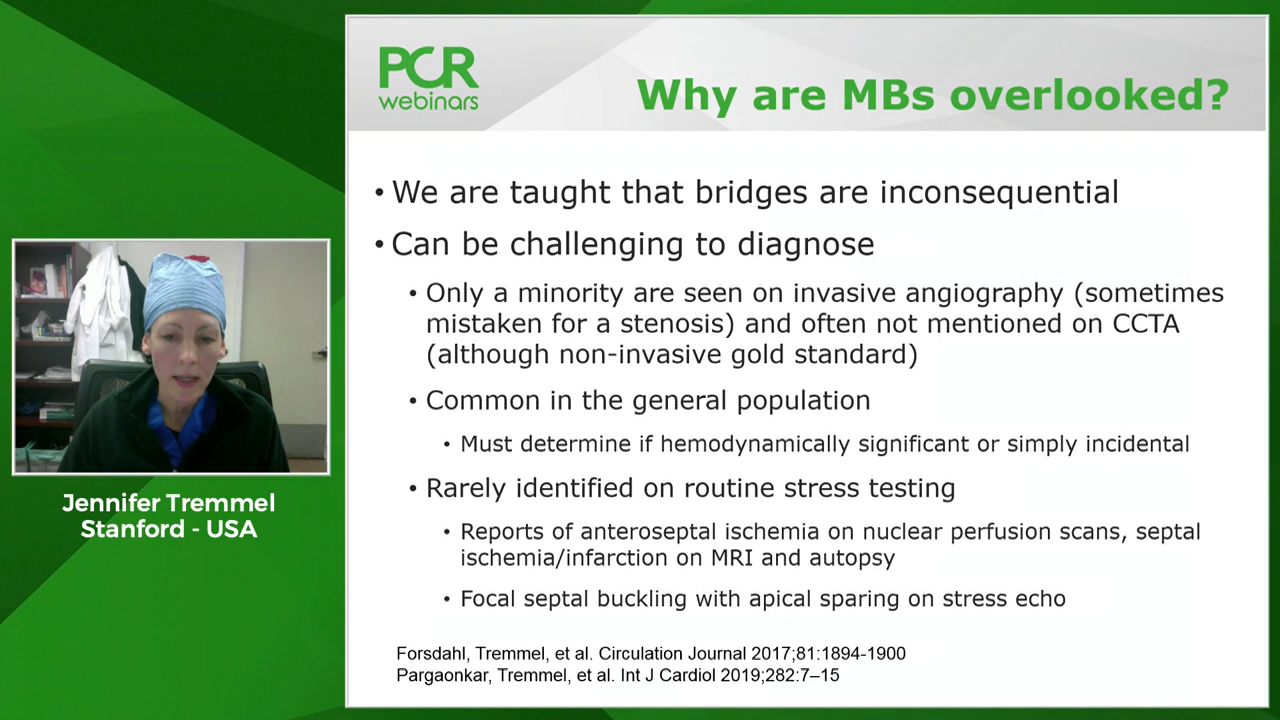 PCR
webinars
Why are MBs overlooked?
• We are taught that bridges are inconsequential
• Can be challenging to diagnose
• Only a minority are seen on invasive angiography (sometimes
mistaken for a stenosis) and often not mentioned on CCTA
(although non-invasive gold standard)
• Common in the general population
• Must determine if hemodynamically significant or simply incidental
• Rarely identified on routine stress testing
• Reports of anteroseptal ischemia on nuclear perfusion scans, septal
ischemia/infarction on MRI and autopsy
• Focal septal buckling with apical sparing on stress echo
Forsdahl, Tremmel, et al. Circulation Journal 2017;81:1894-1900
Pargaonkar, Tremmel, et al. Int J Cardiol 2019;282:7–15
Jennifer Tremmel
Stanford - USA